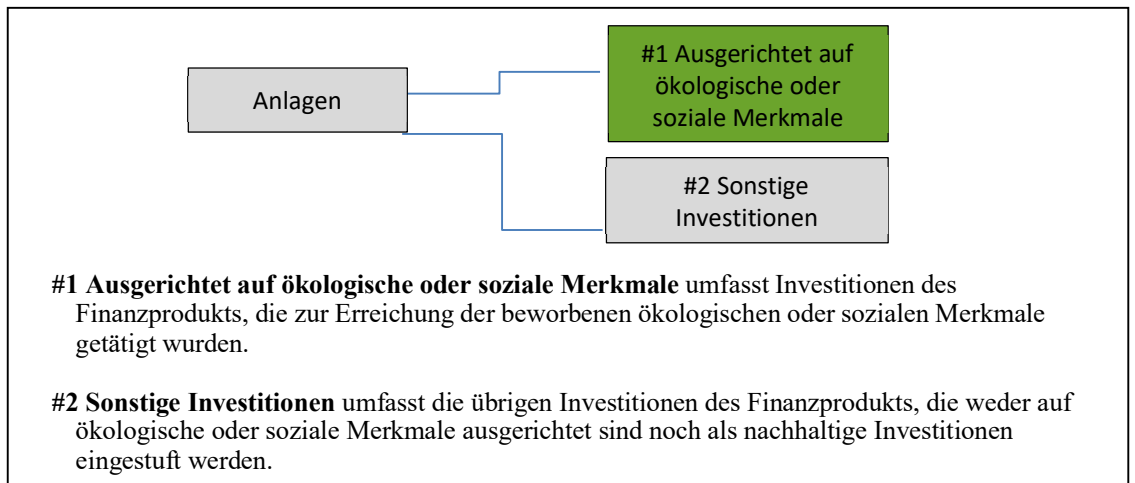 Anlagen
#1 Ausgerichtet auf
ökologische oder
soziale Merkmale
#2 Sonstige
Investitionen
#1 Ausgerichtet auf ökologische oder soziale Merkmale umfasst Investitionen des
Finanzprodukts, die zur Erreichung der beworbenen ökologischen oder sozialen Merkmale
getätigt wurden.
#2 Sonstige Investitionen umfasst die übrigen Investitionen des Finanzprodukts, die weder auf
ökologische oder soziale Merkmale ausgerichtet sind noch als nachhaltige Investitionen
eingestuft werden.